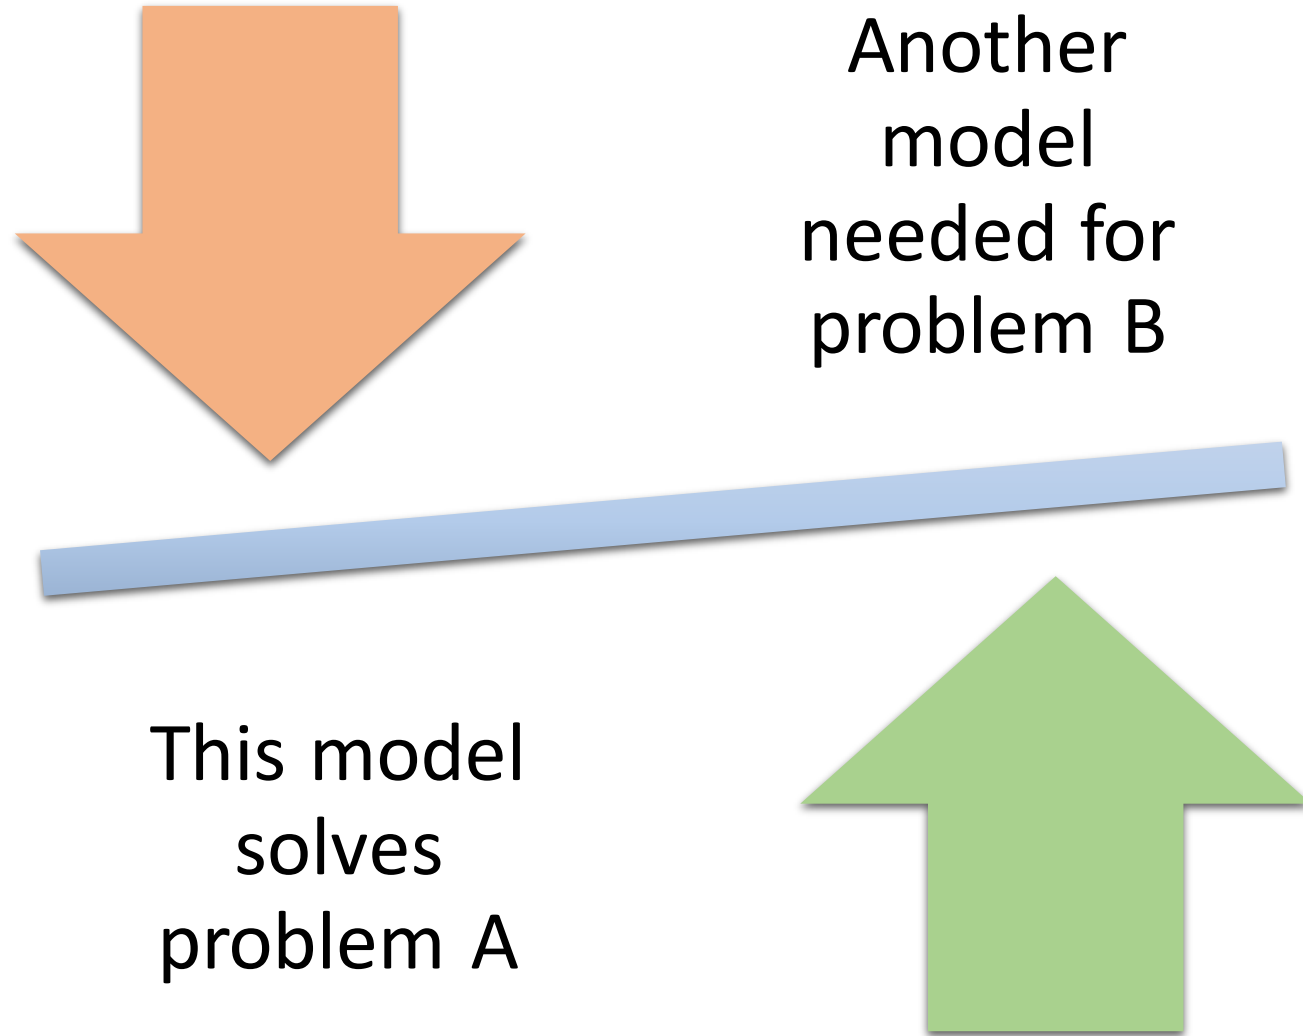 Another
model
needed for
problem B
This model
solves
problem A